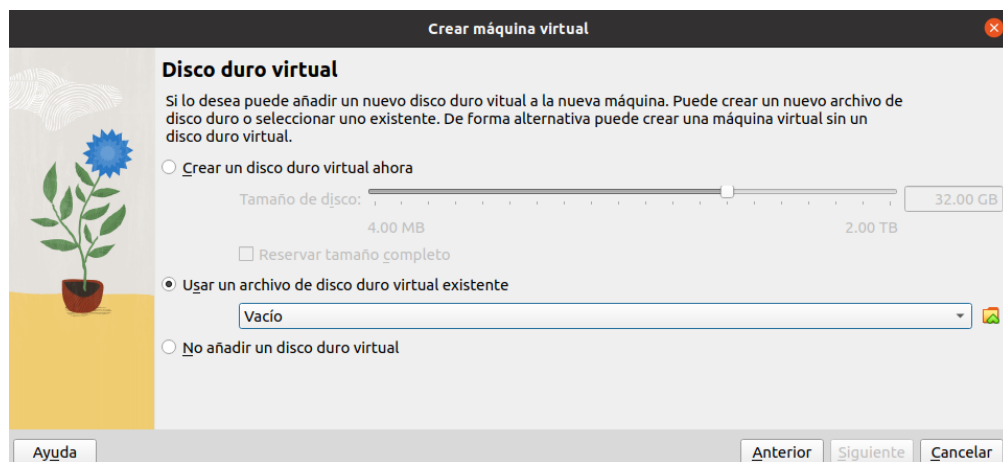 Crear máquina virtual
Disco duro virtual
Si lo desea puede añadir un nuevo disco duro vitual a la nueva máquina. Puede crear un nuevo archivo de
disco duro o seleccionar uno existente. De forma alternativa puede crear una máquina virtual sin un
disco duro virtual.
Crear un disco duro virtual ahora
Tamaño de disco:
32.00 GB
4.00 MB
2.00 TB
Reservar tamaño completo
Usar un archivo de disco duro virtual existente
Vacío
No añadir un disco duro virtual
Ayuda
Anterior
Siguiente
Cancelar